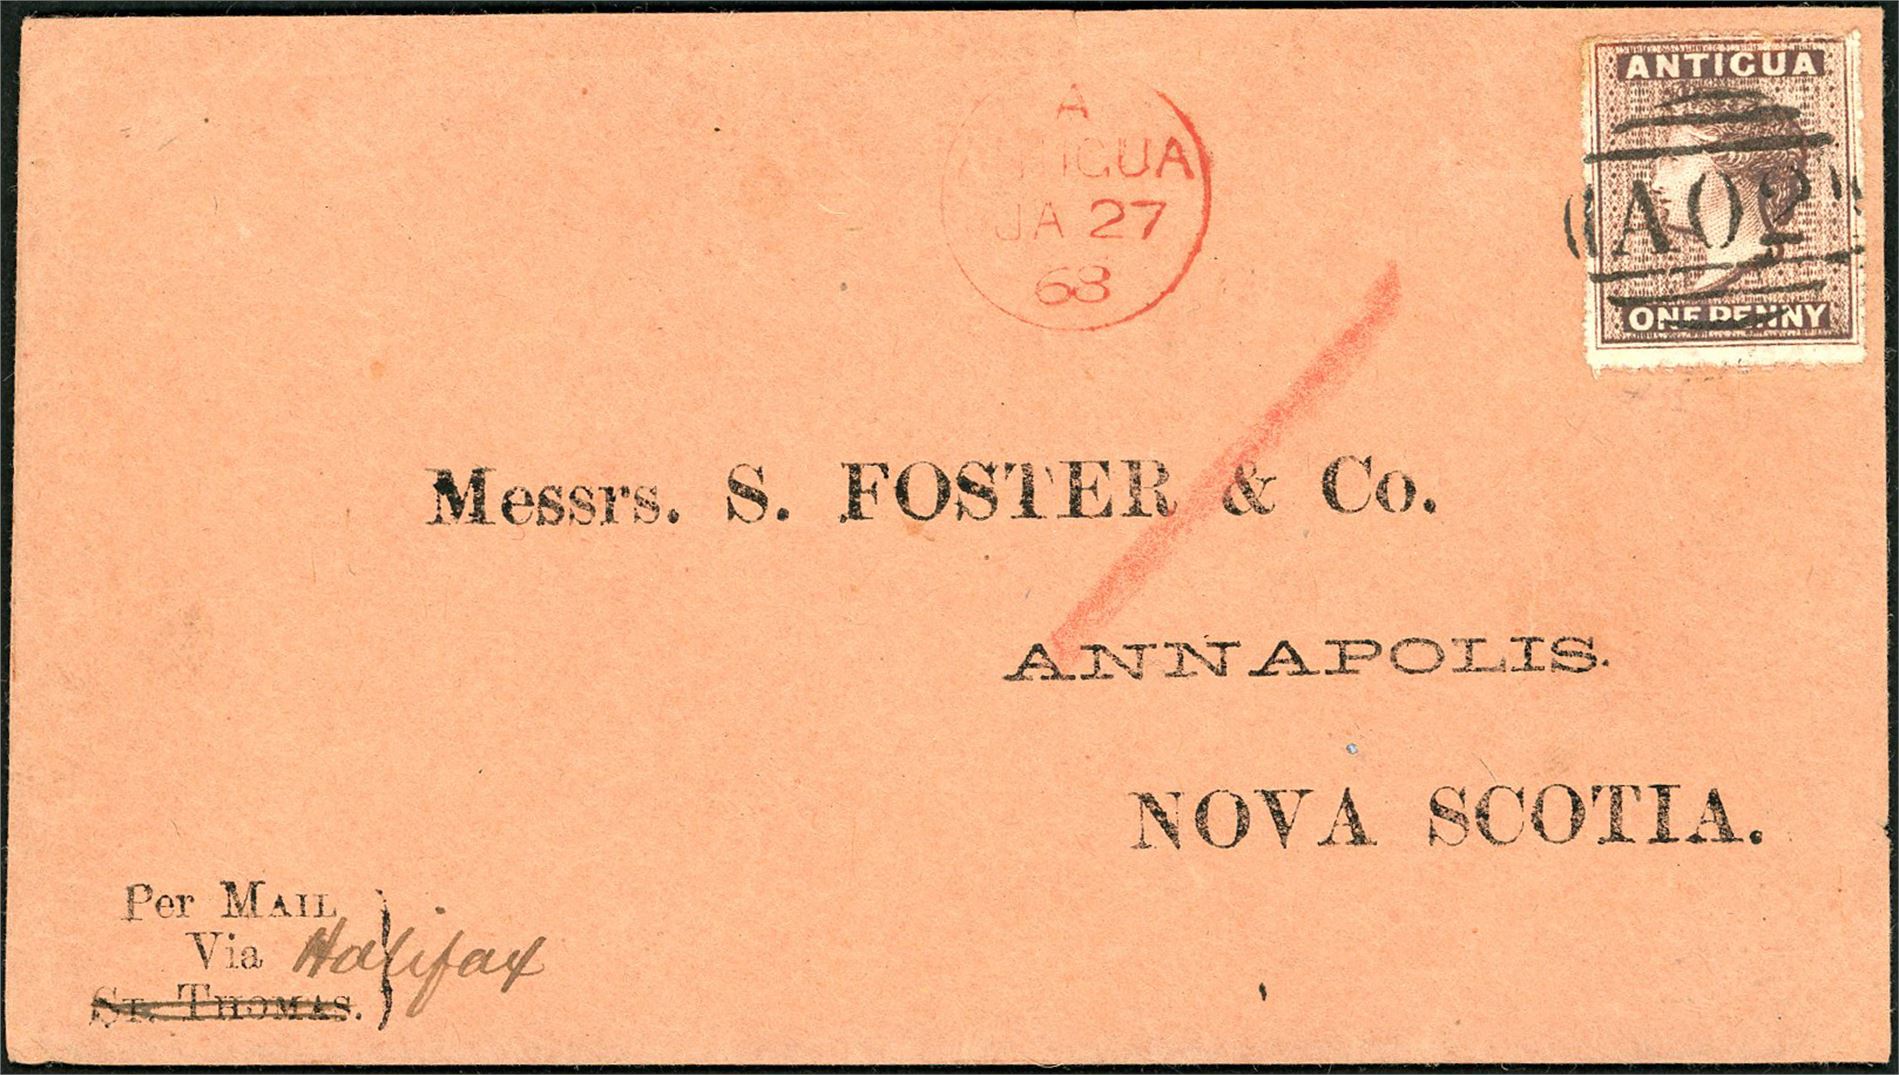 ANTIGUA
A02
ONE PENNY
A
ANTIGUA
JA 27
68
Messrs. S. FOSTER & Co.
ANNAPOLIS.
NOVA SCOTIA.
Per MAIL
Via Halifax
ST. THOMAS.